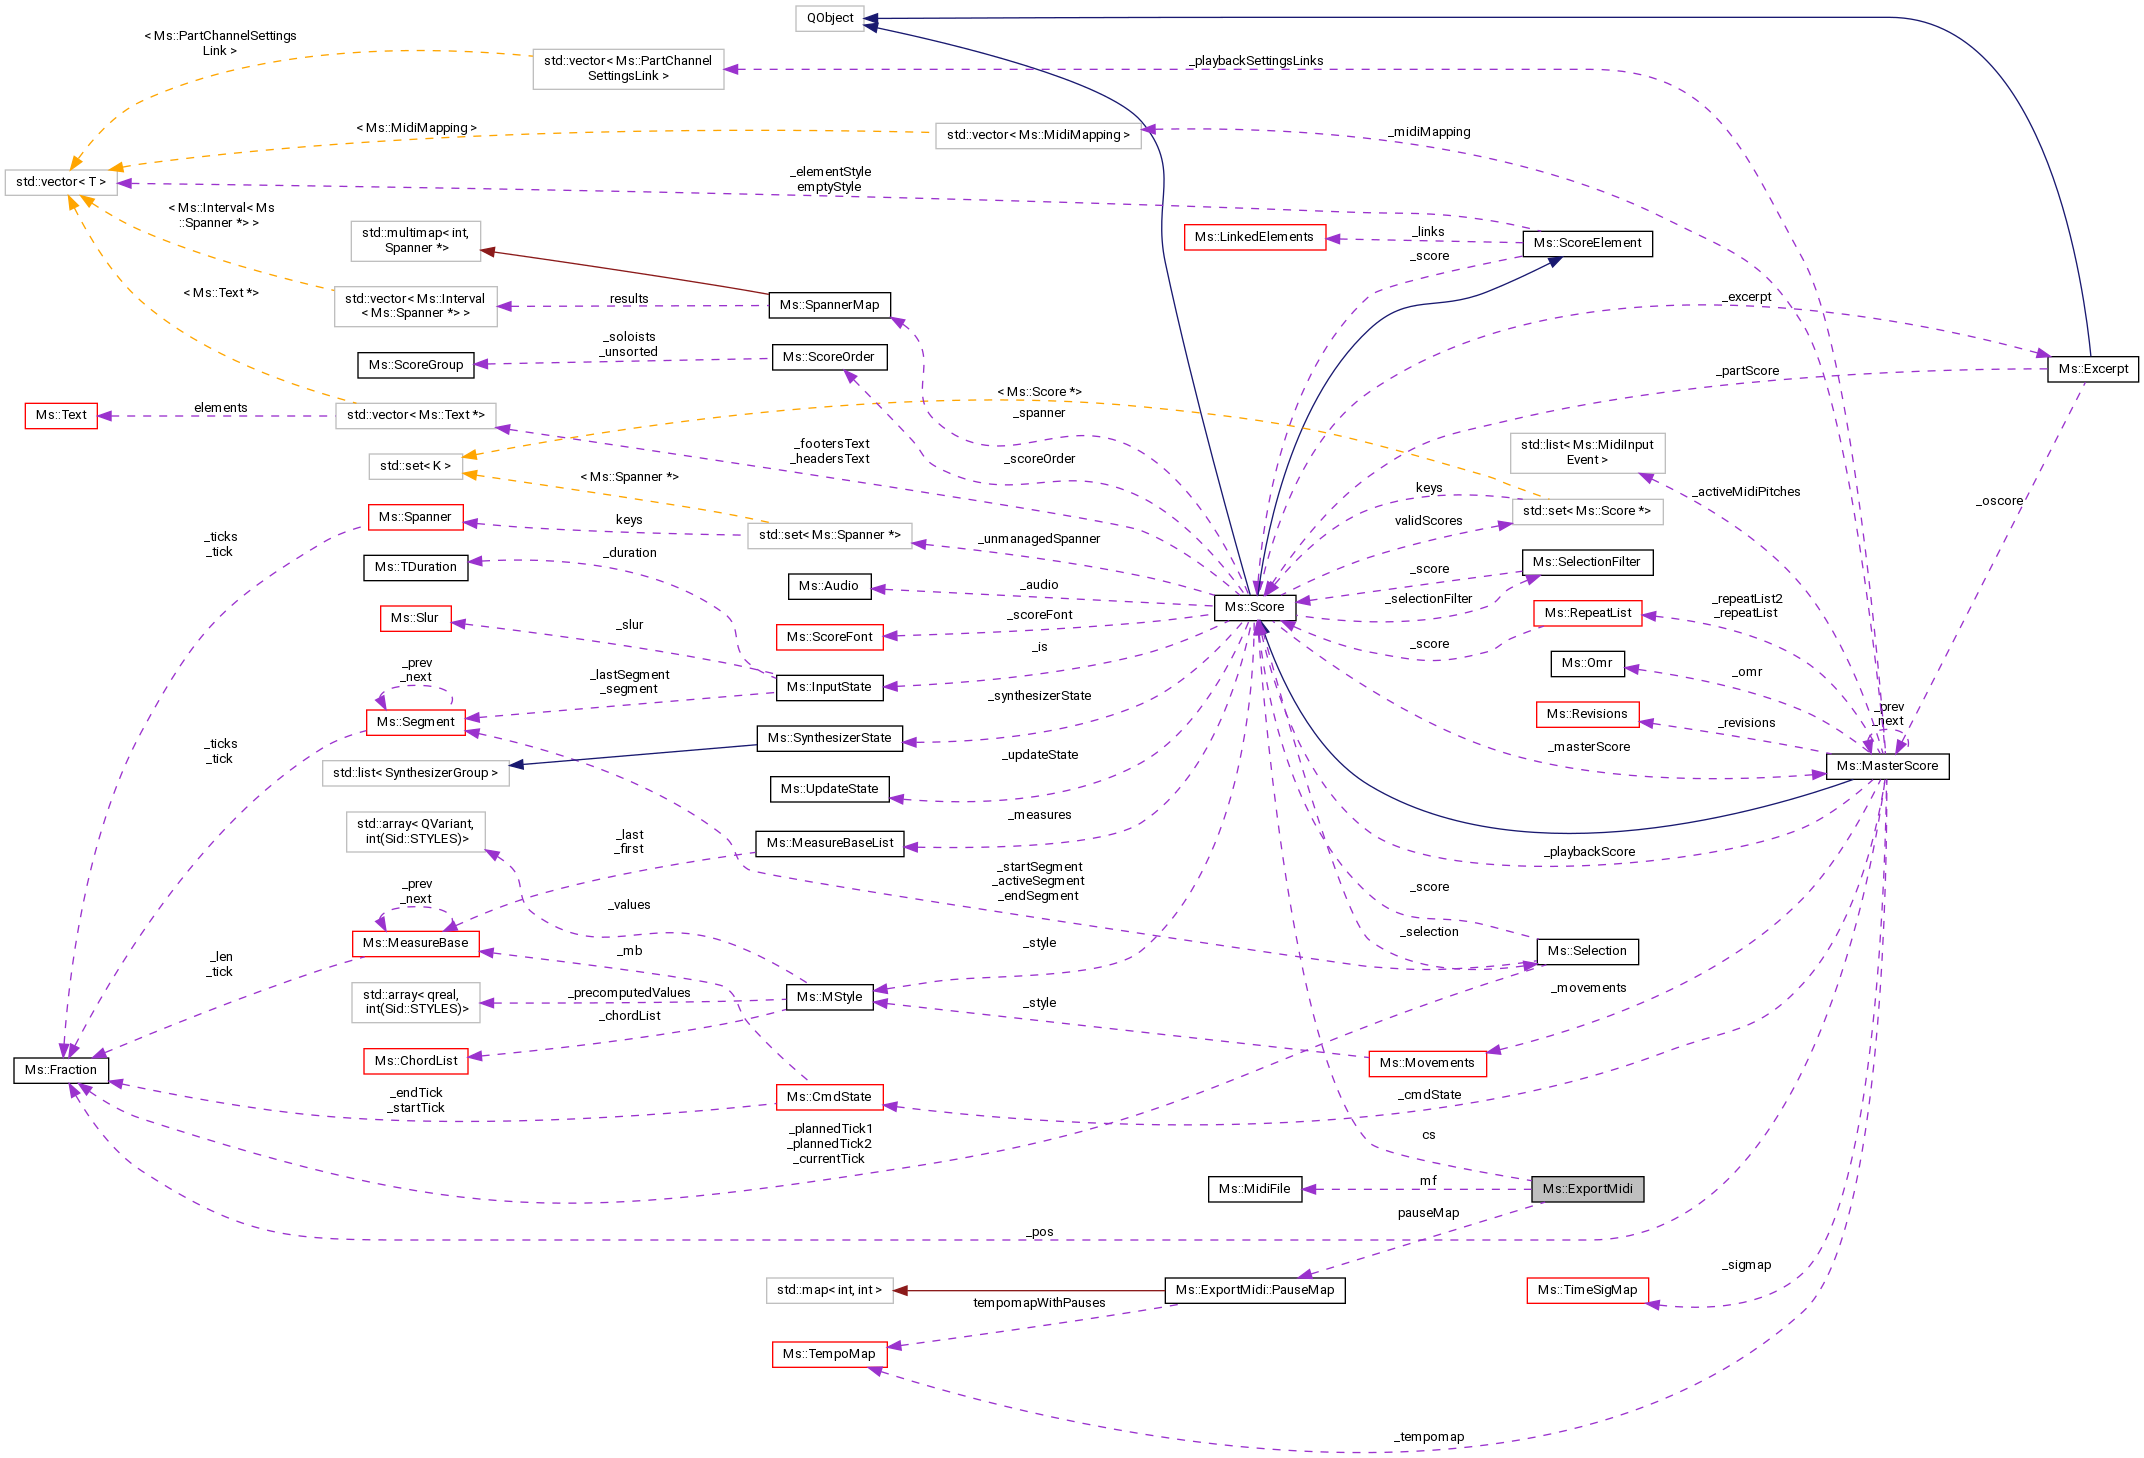 QObject
< Ms::PartChannelSettings
Link >
std::vector< Ms::PartChannel
SettingsLink >
_playbackSettingsLinks
< Ms::MidiMapping >
std::vector< Ms::MidiMapping >
_midiMapping
std::vector< T >
_elementStyle
emptyStyle
< Ms::Interval< Ms
::Spanner *> >
std::multimap< int,
Spanner *>
Ms::LinkedElements
_links
Ms::ScoreElement
_score
< Ms::Text *>
std::vector< Ms::Interval
< Ms::Spanner *> >
results
Ms::SpannerMap
_excerpt
_soloists
_unsorted
Ms::ScoreGroup
Ms::ScoreOrder
_partScore
Ms::Excerpt
< Ms::Score *>
_spanner
Ms::Text
elements
std::vector< Ms::Text *>
_footersText
_headersText
_scoreOrder
std::list< Ms::MidiInput
Event >
std::set< K >
< Ms::Spanner *>
keys
_activeMidiPitches
_oscore
Ms::Spanner
keys
std::set< Ms::Spanner *>
validScores
std::set< Ms::Score *>
_ticks
_tick
_unmanagedSpanner
Ms::TDuration
_duration
Ms::Audio
_audio
_score
Ms::SelectionFilter
_selectionFilter
Ms::Score
_repeatList2
_repeatList
Ms::Slur
_slur
Ms::ScoreFont
_scoreFont
Ms::RepeatList
_score
_is
_prev
_next
_lastSegment
_segment
Ms::InputState
Ms::Omr
_omr
Ms::Segment
_synthesizerState
Ms::Revisions
_revisions
_prev
_next
_ticks
_tick
Ms::SynthesizerState
_masterScore
Ms::MasterScore
std::list< SynthesizerGroup >
_updateState
Ms::UpdateState
std::array< QVariant,
int(Sid::STYLES)>
_last
_first
Ms::MeasureBaseList
_measures
_playbackScore
_prev
_next
_values
_startSegment
_activeSegment
_endSegment
_score
Ms::MeasureBase
_mb
_style
_selection
Ms::Selection
_len
_tick
std::array< qreal,
int(Sid::STYLES)>
_precomputedValues
_chordList
Ms::MStyle
_style
_movements
Ms::Fraction
Ms::ChordList
Ms::Movements
_endTick
_startTick
Ms::CmdState
_cmdState
_plannedTick1
_plannedTick2
_currentTick
cs
Ms::MidiFile
mf
Ms::ExportMidi
pauseMap
_pos
_sigmap
std::map< int, int >
Ms::ExportMidi::PauseMap
Ms::TimeSigMap
tempomapWithPauses
Ms::TempoMap
_tempomap